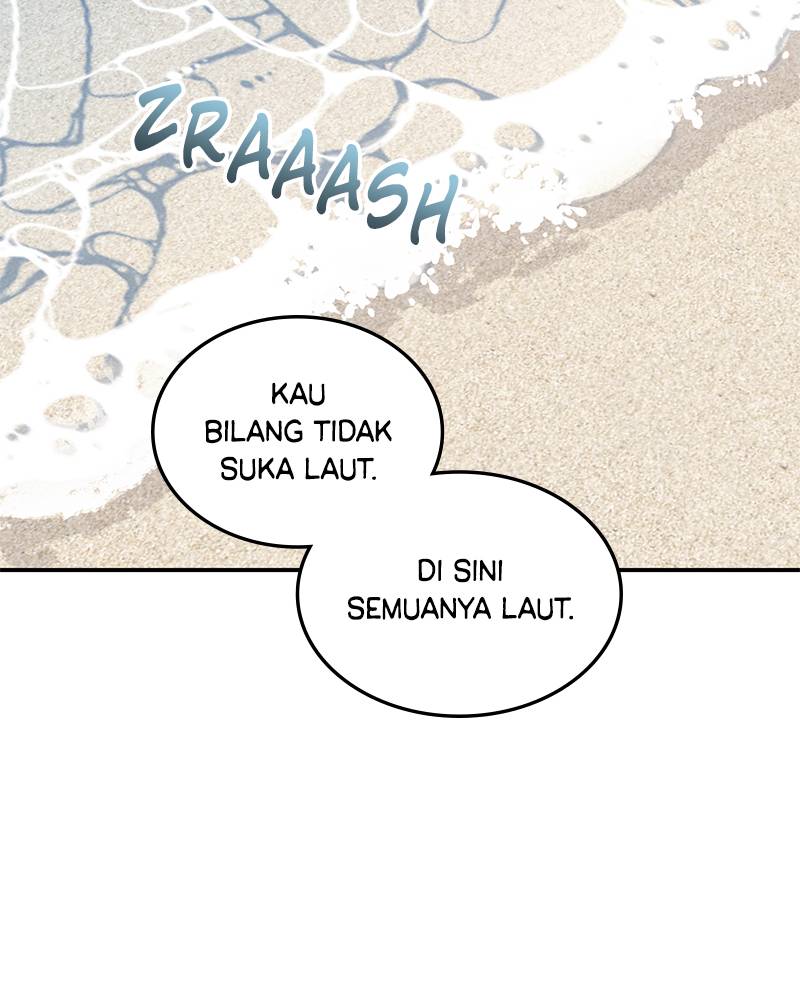 ZRAAASH
KAU
BILANG TIDAK
SUKA LAUT.
DI SINI
SEMUANYA LAUT.